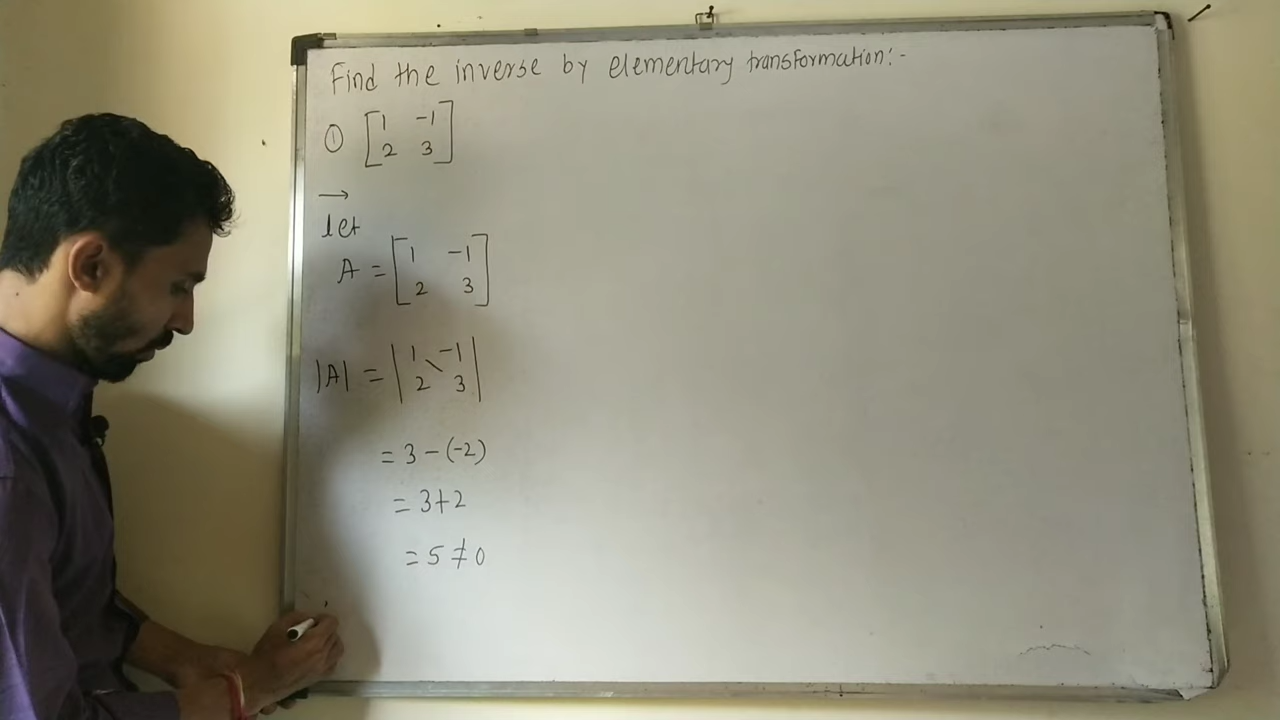 Find the inverse by elementary transformation:-
① [1 -1
2 3]
→
let
A = [1 -1
2 3]
|A| = |1 -1
2 3|
= 3 - (-2)
= 3+2
= 5 ≠ 0